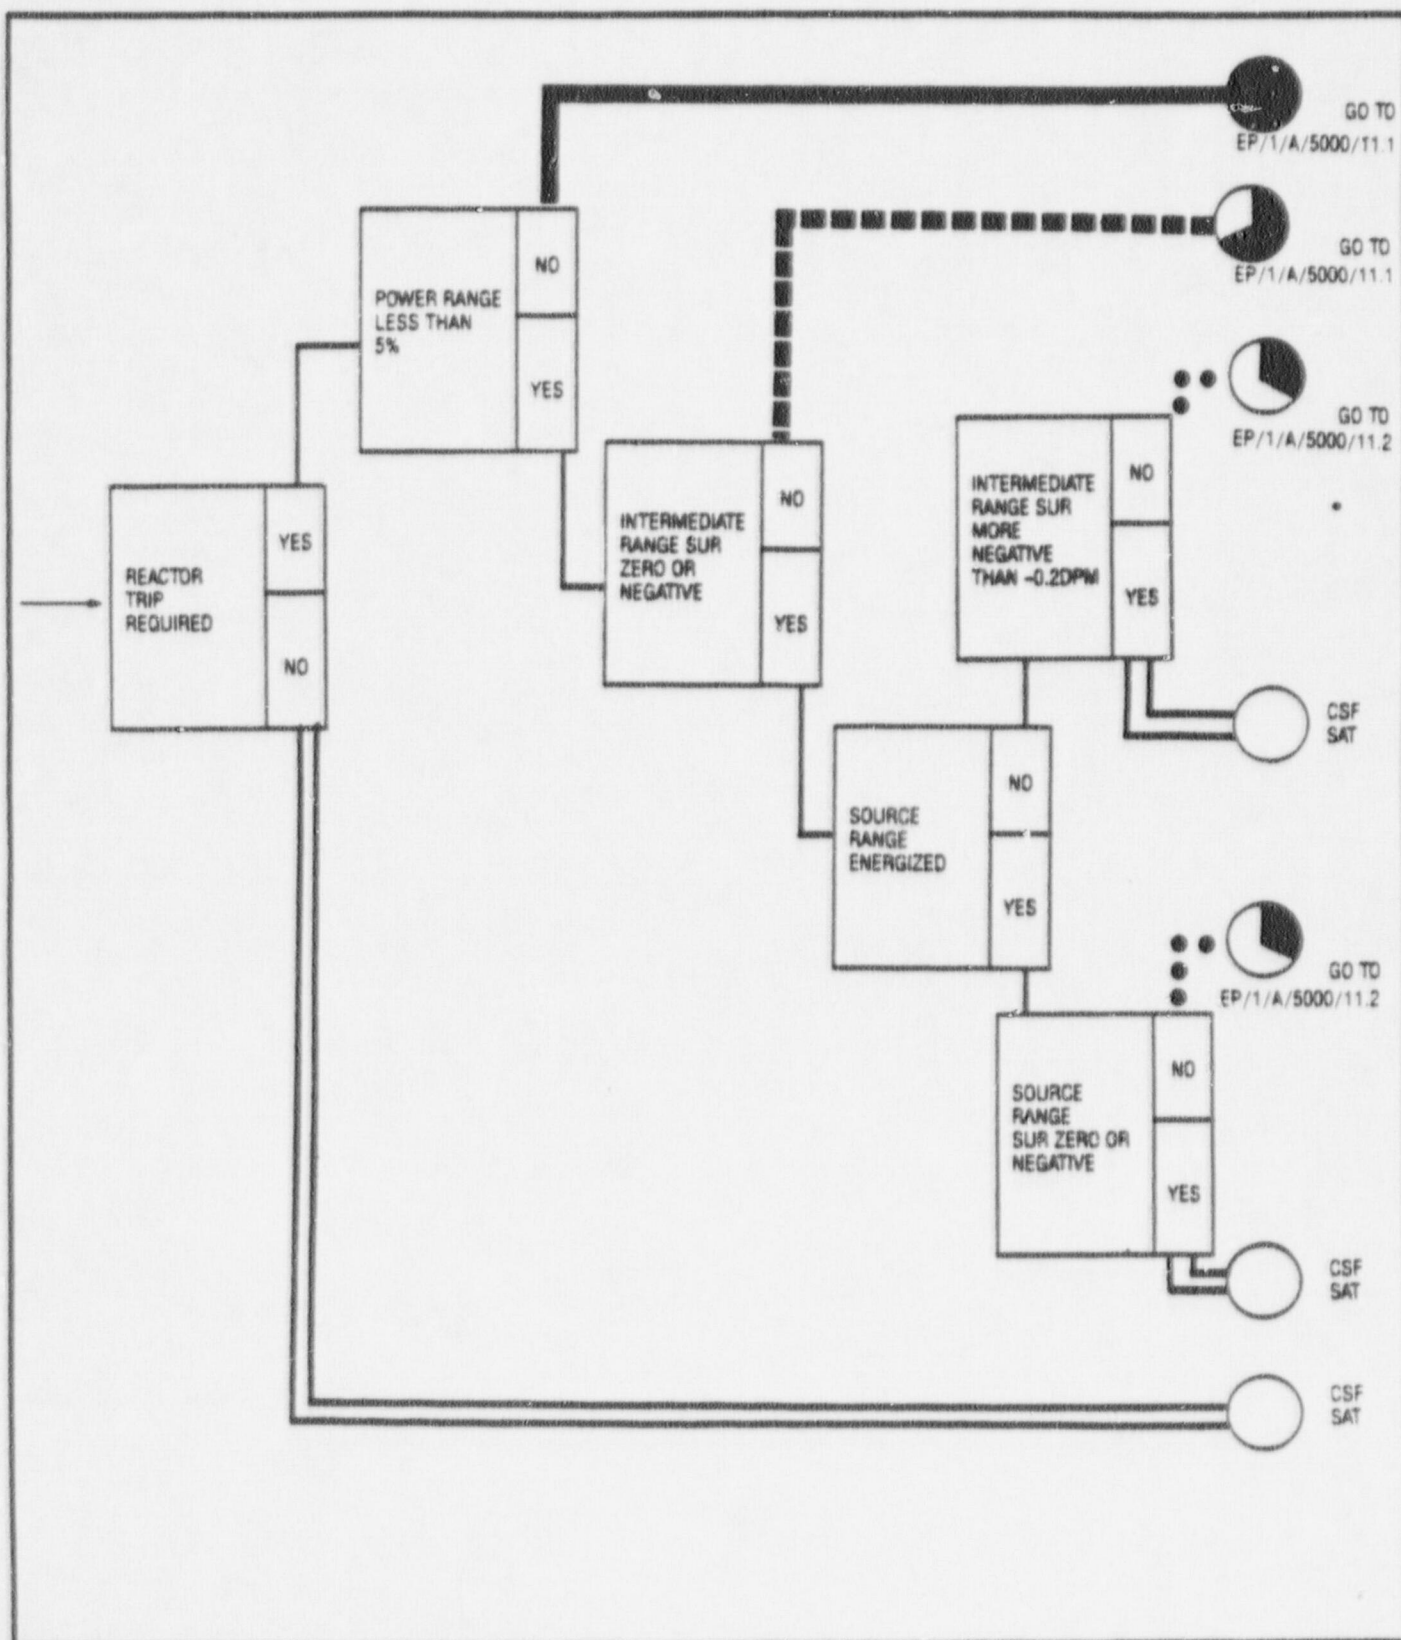 GO TO
EP/1/A/5000/11.1
GO TO
EP/1/A/5000/11.1
POWER RANGE
LESS THAN
5%
NO
YES
GO TO
EP/1/A/5000/11.2
INTERMEDIATE
RANGE SUR
ZERO OR
NEGATIVE
NO
YES
INTERMEDIATE
RANGE SUR
MORE
NEGATIVE
THAN -0.2DPM
NO
YES
REACTOR
TRIP
REQUIRED
YES
NO
CSF
SAT
SOURCE
RANGE
ENERGIZED
NO
YES
GO TO
EP/1/A/5000/11.2
SOURCE
RANGE
SUR ZERO OR
NEGATIVE
NO
YES
CSF
SAT
CSF
SAT